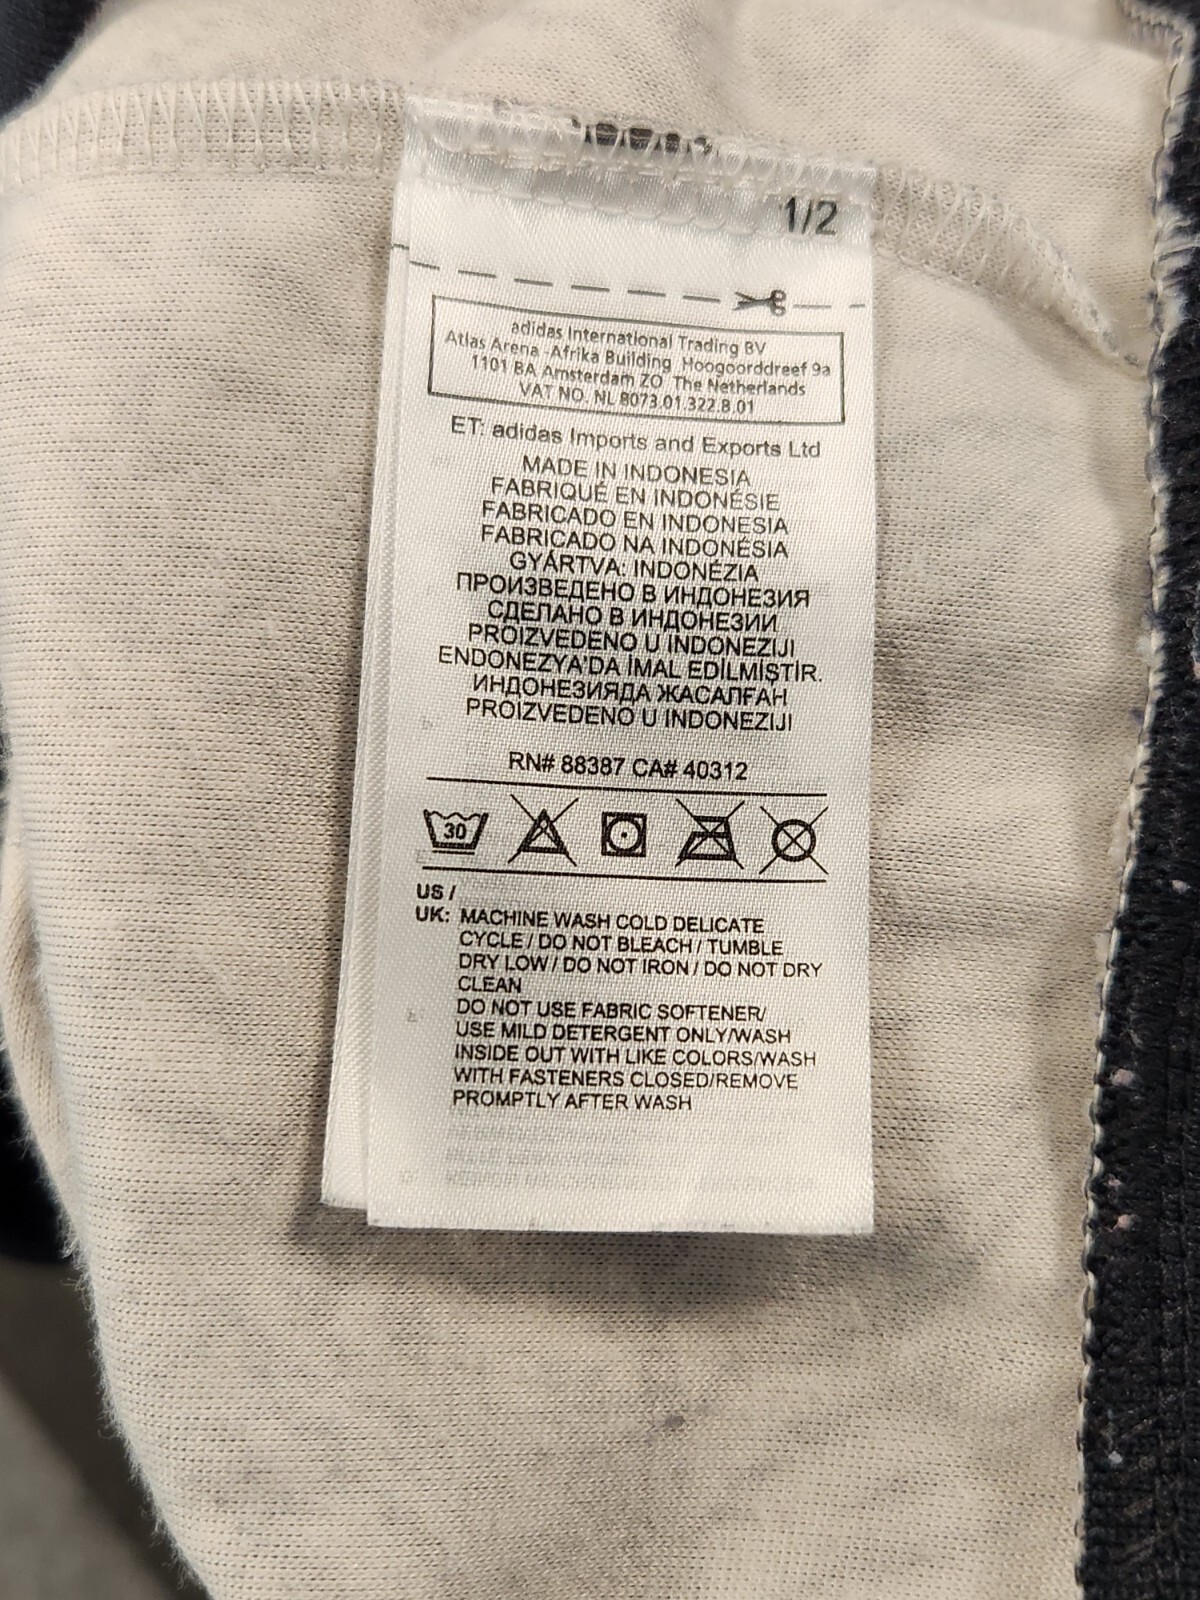 1/2
adidas International Trading BV
Atlas Arena -Afrika Building Hoogoorddreef 9a
1101 BA Amsterdam ZO The Netherlands
VAT NO. NL 8073.01.322.B.01
ET: adidas Imports and Exports Ltd
MADE IN INDONESIA
FABRIQUÉ EN INDONÉSIE
FABRICADO EN INDONESIA
FABRICADO NA INDONÉSIA
GYÁRTVA: INDONÉZIA
ПРОИЗВЕДЕНО В ИНДОНЕЗИЯ
СДЕЛАНО В ИНДОНЕЗИИ
PROIZVEDENO U INDONEZIJI
ENDONEZYA'DA İMAL EDİLMİŞTİR.
ИНДОНЕЗИЯДА ЖАСАЛҒАН
PROIZVEDENO U INDONEZIJI
RN# 88387 CA# 40312
30
US /
UK: MACHINE WASH COLD DELICATE
CYCLE / DO NOT BLEACH / TUMBLE
DRY LOW / DO NOT IRON / DO NOT DRY
CLEAN
DO NOT USE FABRIC SOFTENER/
USE MILD DETERGENT ONLY/WASH
INSIDE OUT WITH LIKE COLORS/WASH
WITH FASTENERS CLOSED/REMOVE
PROMPTLY AFTER WASH